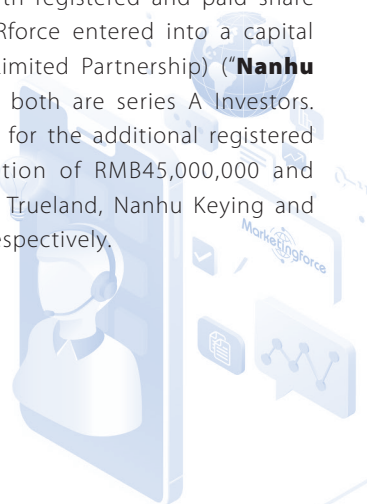 th registered and paid share
Rforce entered into a capital
Limited Partnership) (“Nanhu
both are series A Investors.
for the additional registered
tion of RMB45,000,000 and
Trueland, Nanhu Keying and
espectively.
Marketingforce